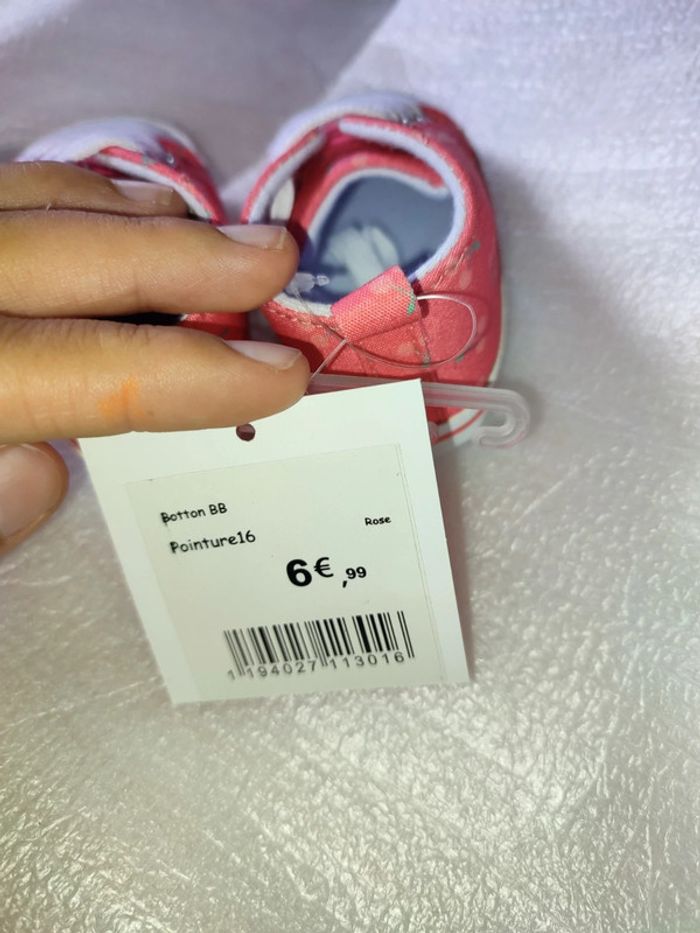 Botton BB
Rose
Pointure16
6€,99
1194027113016